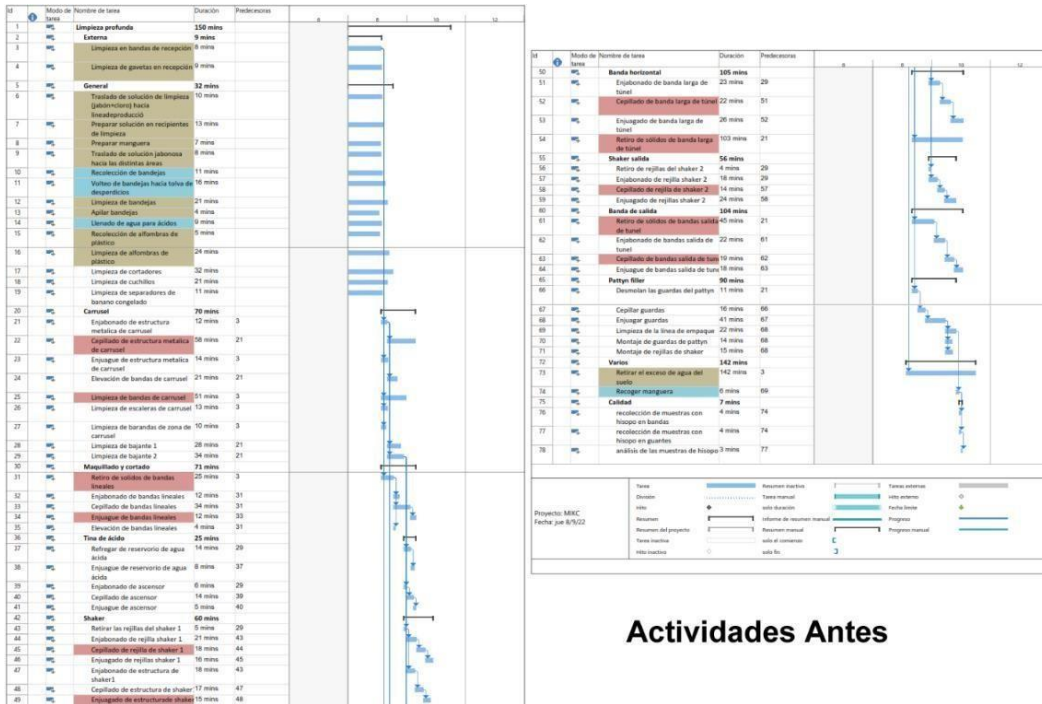 Id Modo de tarea Nombre de tarea Duración Predecesoras
6 8 10 12
1 Limpieza profunda 150 mins
2 Externa 9 mins
3 Limpieza en bandas de recepción 8 mins
4 Limpieza de gavetas en recepción 9 mins
5 General 32 mins
6 Traslado de solución de limpieza 10 mins
(jabón+cloro) hacia
lineadeproducció
7 Preparar solución en recipientes 13 mins
de limpieza
8 Preparar manguera 7 mins
9 Traslado de solución jabonosa 8 mins
hacia las distintas áreas
10 Recolección de bandejas 11 mins
11 Volteo de bandejas hacia tolva de 16 mins
desperdicios
12 Limpieza de bandejas 21 mins
13 Apilar bandejas 4 mins
14 Llenado de agua para ácidos 9 mins
15 Recolección de alfombras de 5 mins
plástico
16 Limpieza de alfombras de 24 mins
plástico
17 Limpieza de cortadores 32 mins
18 Limpieza de cuchillos 21 mins
19 Limpieza de separadores de 11 mins
banano congelado
20 Carrusel 70 mins
21 Enjabonado de estructura 12 mins 3
metalica de carrusel
22 Cepillado de estructura metalica 58 mins 21
de carrusel
23 Enjuague de estructura metalica 14 mins 3
de carrusel
24 Elevación de bandas de carrusel 21 mins 21
25 Limpieza de bandas de carrusel 51 mins 3
26 Limpieza de escaleras de carrusel 13 mins 3
27 Limpieza de barandas de zona de 10 mins 3
carrusel
28 Limpieza de bajante 1 28 mins 21
29 Limpieza de bajante 2 34 mins 21
30 Maquillado y cortado 71 mins
31 Retiro de solidos de bandas 25 mins 3
lineales
32 Enjabonado de bandas lineales 12 mins 31
33 Cepillado de bandas lineales 34 mins 31
34 Enjuague de bandas lineales 12 mins 33
35 Elevación de bandas lineales 4 mins 31
36 Tina de ácido 25 mins
37 Refregar de reservorio de agua 14 mins 29
ácida
38 Enjuague de reservorio de agua 8 mins 37
ácida
39 Enjabonado de ascensor 6 mins 29
40 Cepillado de ascensor 14 mins 39
41 Enjuague de ascensor 5 mins 40
42 Shaker 60 mins
43 Retirar las rejillas del shaker 1 5 mins 29
44 Enjabonado de rejilla shaker 1 21 mins 43
45 Cepillado de rejilla de shaker 1 18 mins 44
46 Enjuagado de rejillas shaker 1 16 mins 45
47 Enjabonado de estructura de 18 mins 43
shaker1
48 Cepillado de estructura de shaker 17 mins 47
49 Enjuagado de estructurade shaker 15 mins 48
Id Modo de tarea Nombre de tarea Duración Predecesoras
6 8 10 12
50 Banda horizontal 105 mins
51 Enjabonado de banda larga de 23 mins 29
túnel
52 Cepillado de banda larga de túnel 22 mins 51
53 Enjuagado de banda larga de 26 mins 52
túnel
54 Retiro de sólidos de banda larga 103 mins 21
de túnel
55 Shaker salida 56 mins
56 Retiro de rejillas del shaker 2 4 mins 29
57 Enjabonado de rejilla shaker 2 18 mins 29
58 Cepillado de rejilla de shaker 2 14 mins 57
59 Enjuagado de rejillas shaker 2 24 mins 58
60 Banda de salida 104 mins
61 Retiro de sólidos de bandas salida 45 mins 21
de tunel
62 Enjabonado de bandas salida de 22 mins 61
tunel
63 Cepillado de bandas salida de tune 19 mins 62
64 Enjuague de bandas salida de tune 18 mins 63
65 Pattyn filler 90 mins
66 Desmolan las guardas del pattyn 11 mins 21
67 Cepillar guardas 16 mins 66
68 Enjuagar guardas 41 mins 67
69 Limpieza de la línea de empaque 22 mins 68
70 Montaje de guardas de pattyn 14 mins 68
71 Montaje de rejillas de shaker 15 mins 68
72 Varios 142 mins
73 Retirar el exceso de agua del 142 mins 3
suelo
74 Recoger manguera 6 mins 69
75 Calidad 7 mins
76 recolección de muestras con 4 mins 74
hisopo en bandas
77 recolección de muestras con 4 mins 74
hisopo en guantes
78 análisis de las muestras de hisopo 3 mins 77
Proyecto: MIKC
Fecha: jue 8/9/22
Tarea Resumen inactivo Tareas externas
División Tarea manual Hito externo
Hito solo duración Fecha límite
Resumen Informe de resumen manual Progreso
Resumen del proyecto Resumen manual Progreso manual
Tarea inactiva solo el comienzo
Hito inactivo solo fin
Actividades Antes